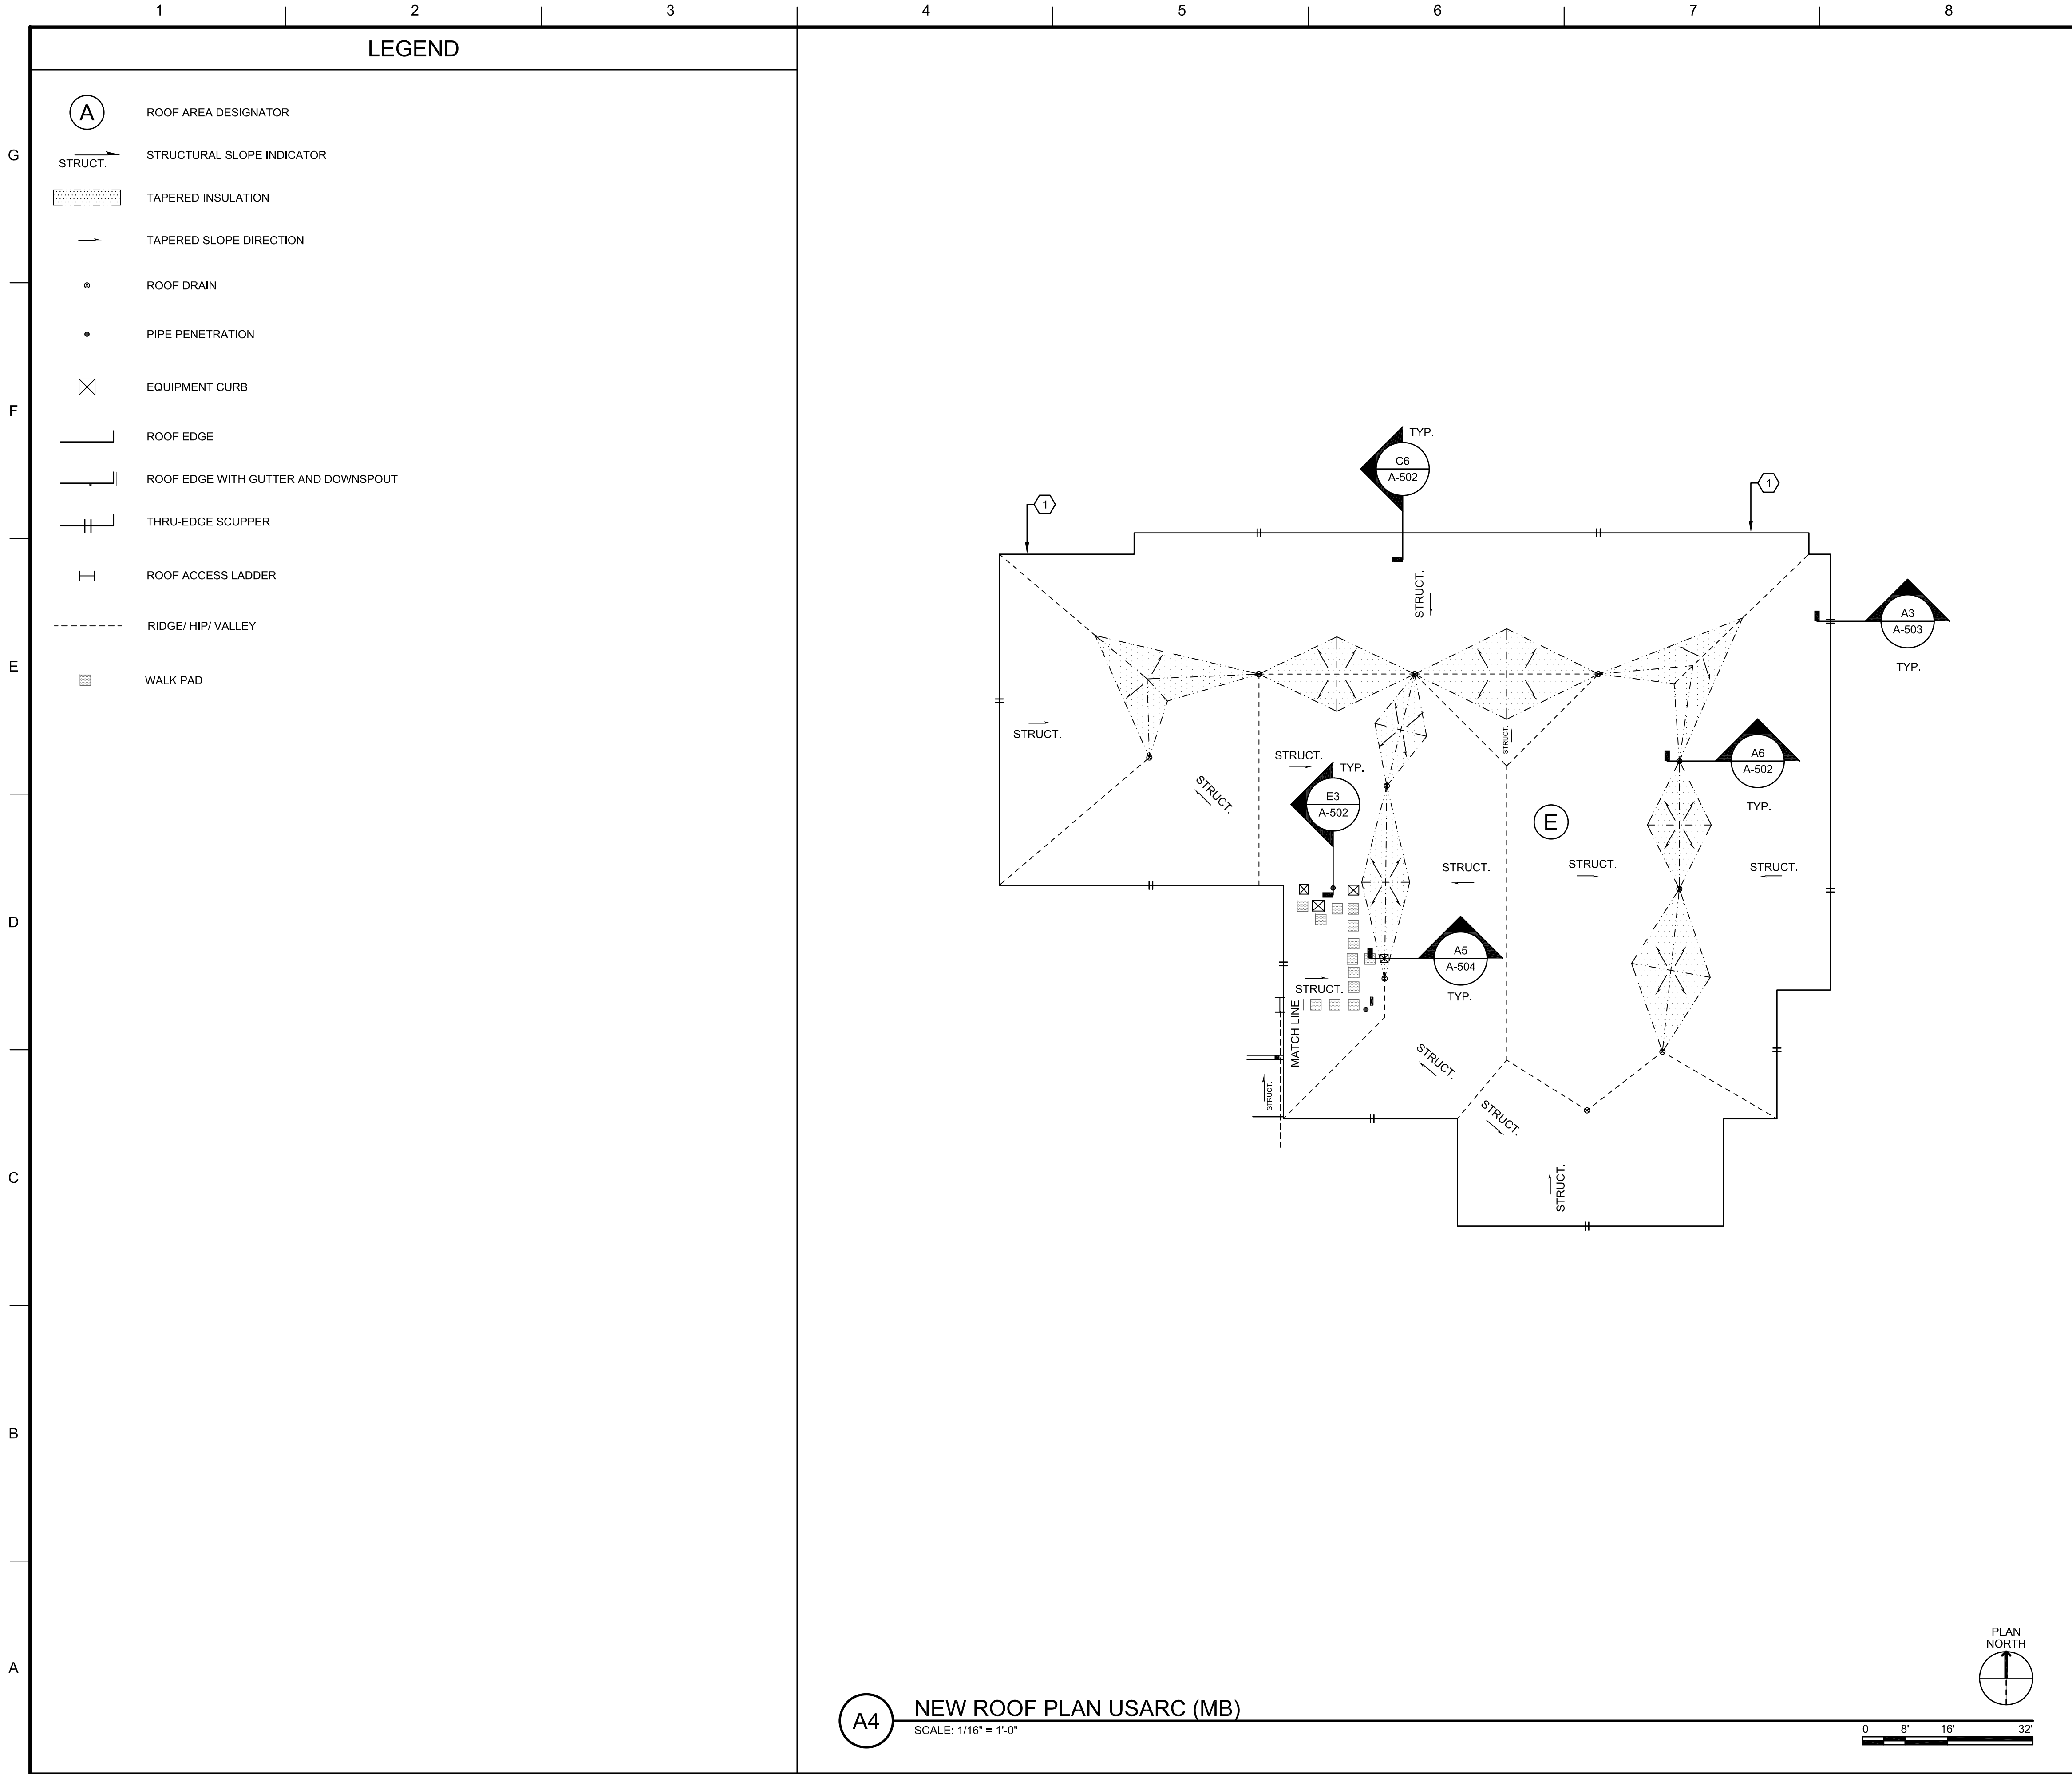 1 2 3 4 5 6 7 8
LEGEND
A ROOF AREA DESIGNATOR
STRUCT. STRUCTURAL SLOPE INDICATOR
TAPERED INSULATION
TAPERED SLOPE DIRECTION
ROOF DRAIN
PIPE PENETRATION
EQUIPMENT CURB
ROOF EDGE
ROOF EDGE WITH GUTTER AND DOWNSPOUT
THRU-EDGE SCUPPER
ROOF ACCESS LADDER
RIDGE/ HIP/ VALLEY
WALK PAD
G
F
E
D
C
B
A
TYP.
C6
A-502
1
1
STRUCT.
A3
A-503
TYP.
STRUCT.
STRUCT.
STRUCT.
A6
A-502
TYP.
STRUCT.
TYP.
E3
A-502
E
STRUCT.
STRUCT.
STRUCT.
A5
A-504
TYP.
STRUCT.
MATCH LINE
STRUCT.
STRUCT.
STRUCT.
STRUCT.
PLAN
NORTH
A4
NEW ROOF PLAN USARC (MB)
SCALE: 1/16" = 1'-0"
0 8' 16' 32'